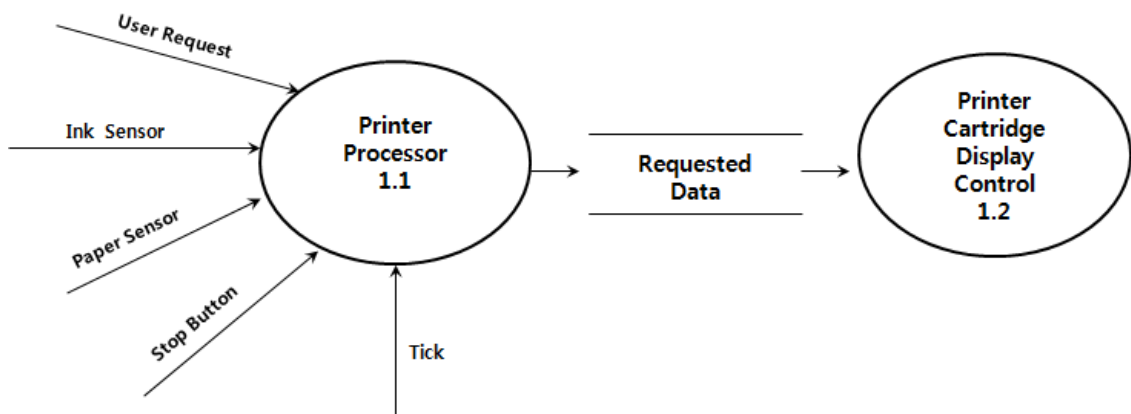 User Request
Ink Sensor
Paper Sensor
Stop Button
Tick
Printer
Processor
1.1
Requested
Data
Printer
Cartridge
Display
Control
1.2